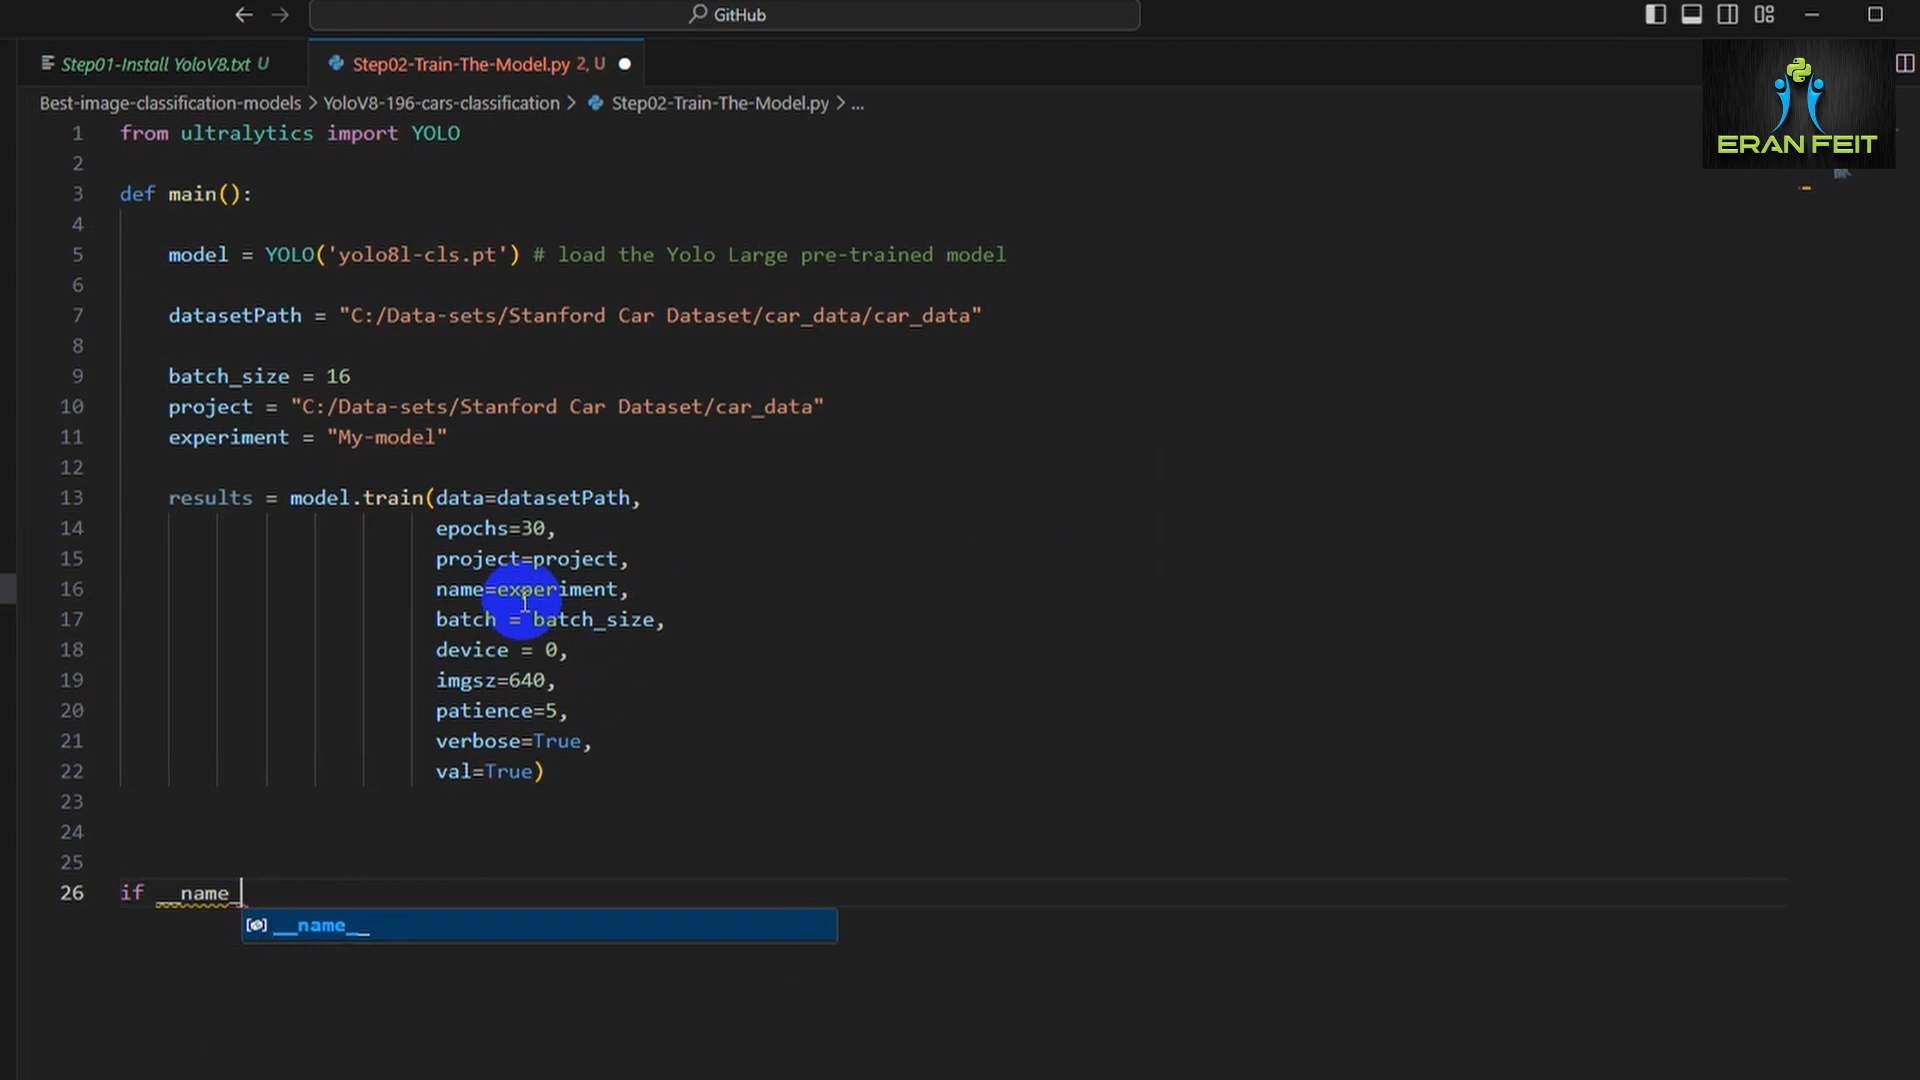 GitHub
Step01-Install YoloV8.txt U
Step02-Train-The-Model.py 2, U
ERAN FEIT
Best-image-classification-models > YoloV8-196-cars-classification > Step02-Train-The-Model.py > ...
1 from ultralytics import YOLO
2
3 def main():
4
5 model = YOLO('yolo8l-cls.pt') # load the Yolo Large pre-trained model
6
7 datasetPath = "C:/Data-sets/Stanford Car Dataset/car_data/car_data"
8
9 batch_size = 16
10 project = "C:/Data-sets/Stanford Car Dataset/car_data"
11 experiment = "My-model"
12
13 results = model.train(data=datasetPath,
14 epochs=30,
15 project=project,
16 name=experiment,
17 batch = batch_size,
18 device = 0,
19 imgsz=640,
20 patience=5,
21 verbose=True,
22 val=True)
23
24
25
26 if __name_
__name__